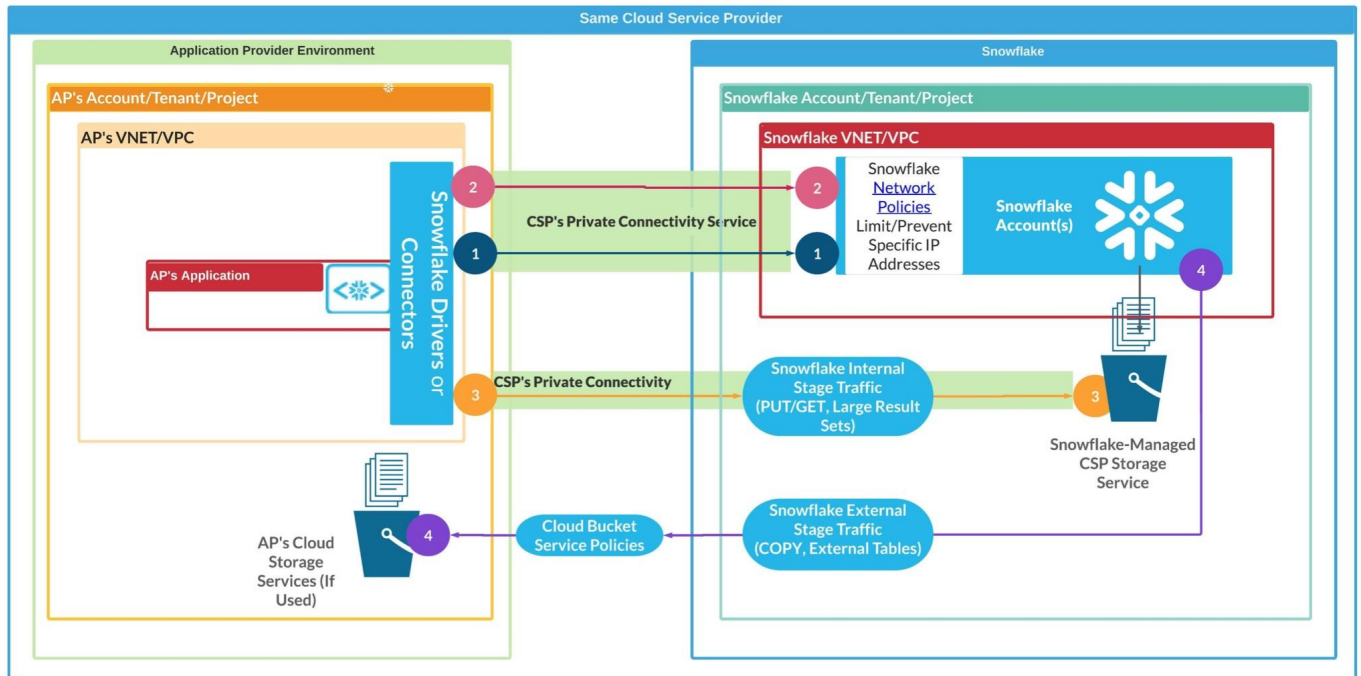 Same Cloud Service Provider
Application Provider Environment
Snowflake
AP's Account/Tenant/Project
Snowflake Account/Tenant/Project
AP's VNET/VPC
Snowflake VNET/VPC
2
2
Snowflake
Network
Policies
Limit/Prevent
Specific IP
Addresses
Snowflake
Account(s)
CSP's Private Connectivity Service
1
1
4
Snowflake Drivers or
Connectors
AP's Application
3
CSP's Private Connectivity
Snowflake Internal
Stage Traffic
(PUT/GET, Large Result
Sets)
3
Snowflake-Managed
CSP Storage
Service
AP's Cloud
Storage
Services (If
Used)
4
Cloud Bucket
Service Policies
Snowflake External
Stage Traffic
(COPY, External Tables)